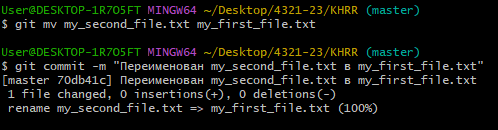 User@DESKTOP-1R7O5FT MINGW64 ~/Desktop/4321-23/KHRR (master)
$ git mv my_second_file.txt my_first_file.txt
User@DESKTOP-1R7O5FT MINGW64 ~/Desktop/4321-23/KHRR (master)
$ git commit -m "Переименован my_second_file.txt в my_first_file.txt"
[master 70db41c] Переименован my_second_file.txt в my_first_file.txt
 1 file changed, 0 insertions(+), 0 deletions(-)
 rename my_second_file.txt => my_first_file.txt (100%)